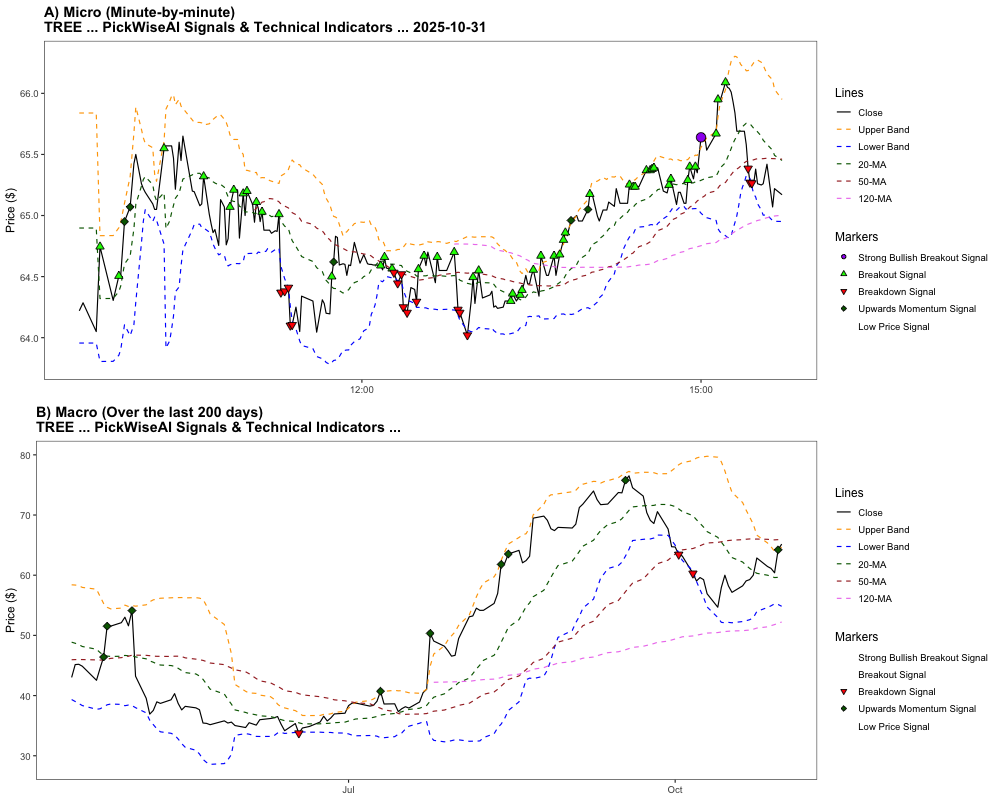 A) Micro (Minute-by-minute)
TREE ... PickWiseAI Signals & Technical Indicators ... 2025-10-31
Price ($)
66.0
65.5
65.0
64.5
64.0
12:00
15:00
Lines
Close
Upper Band
Lower Band
20-MA
50-MA
120-MA
Markers
Strong Bullish Breakout Signal
Breakout Signal
Breakdown Signal
Upwards Momentum Signal
Low Price Signal
B) Macro (Over the last 200 days)
TREE ... PickWiseAI Signals & Technical Indicators ...
Price ($)
80
70
60
50
40
30
Jul
Oct
Lines
Close
Upper Band
Lower Band
20-MA
50-MA
120-MA
Markers
Strong Bullish Breakout Signal
Breakout Signal
Breakdown Signal
Upwards Momentum Signal
Low Price Signal